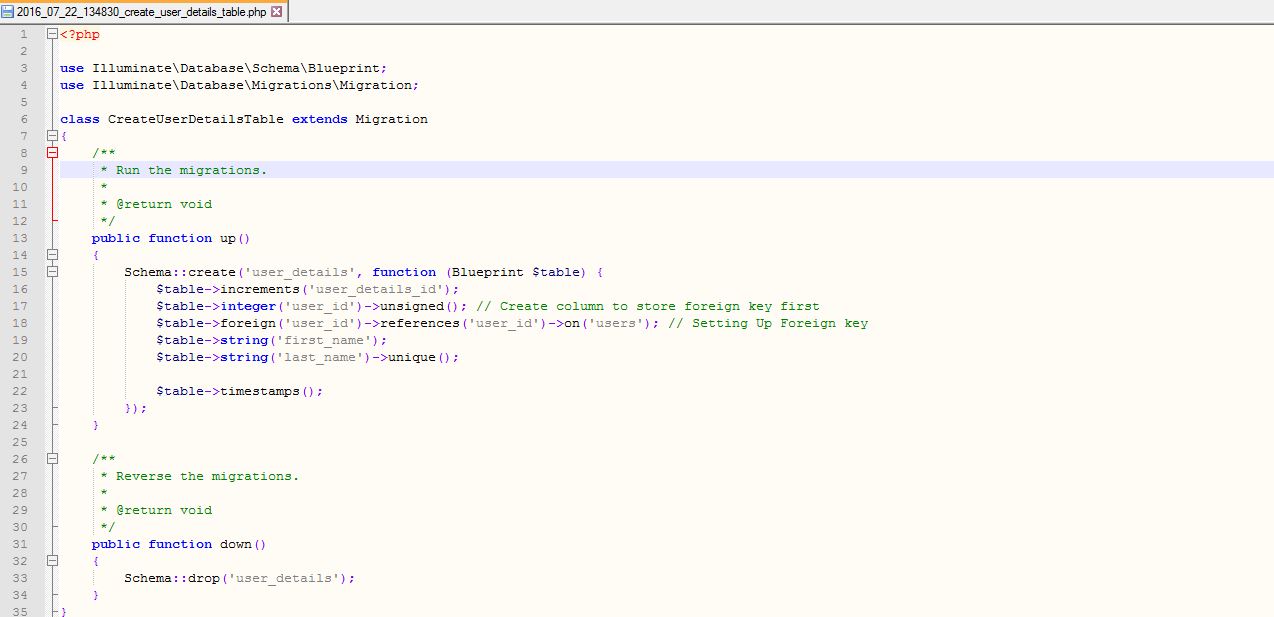 2016_07_22_134830_create_user_details_table.php
1 <?php
2
3 use Illuminate\Database\Schema\Blueprint;
4 use Illuminate\Database\Migrations\Migration;
5
6 class CreateUserDetailsTable extends Migration
7 {
8     /**
9      * Run the migrations.
10      *
11      * @return void
12      */
13     public function up()
14     {
15         Schema::create('user_details', function (Blueprint $table) {
16             $table->increments('user_details_id');
17             $table->integer('user_id')->unsigned(); // Create column to store foreign key first
18             $table->foreign('user_id')->references('user_id')->on('users'); // Setting Up Foreign key
19             $table->string('first_name');
20             $table->string('last_name')->unique();
21
22             $table->timestamps();
23         });
24     }
25
26     /**
27      * Reverse the migrations.
28      *
29      * @return void
30      */
31     public function down()
32     {
33         Schema::drop('user_details');
34     }
35 }